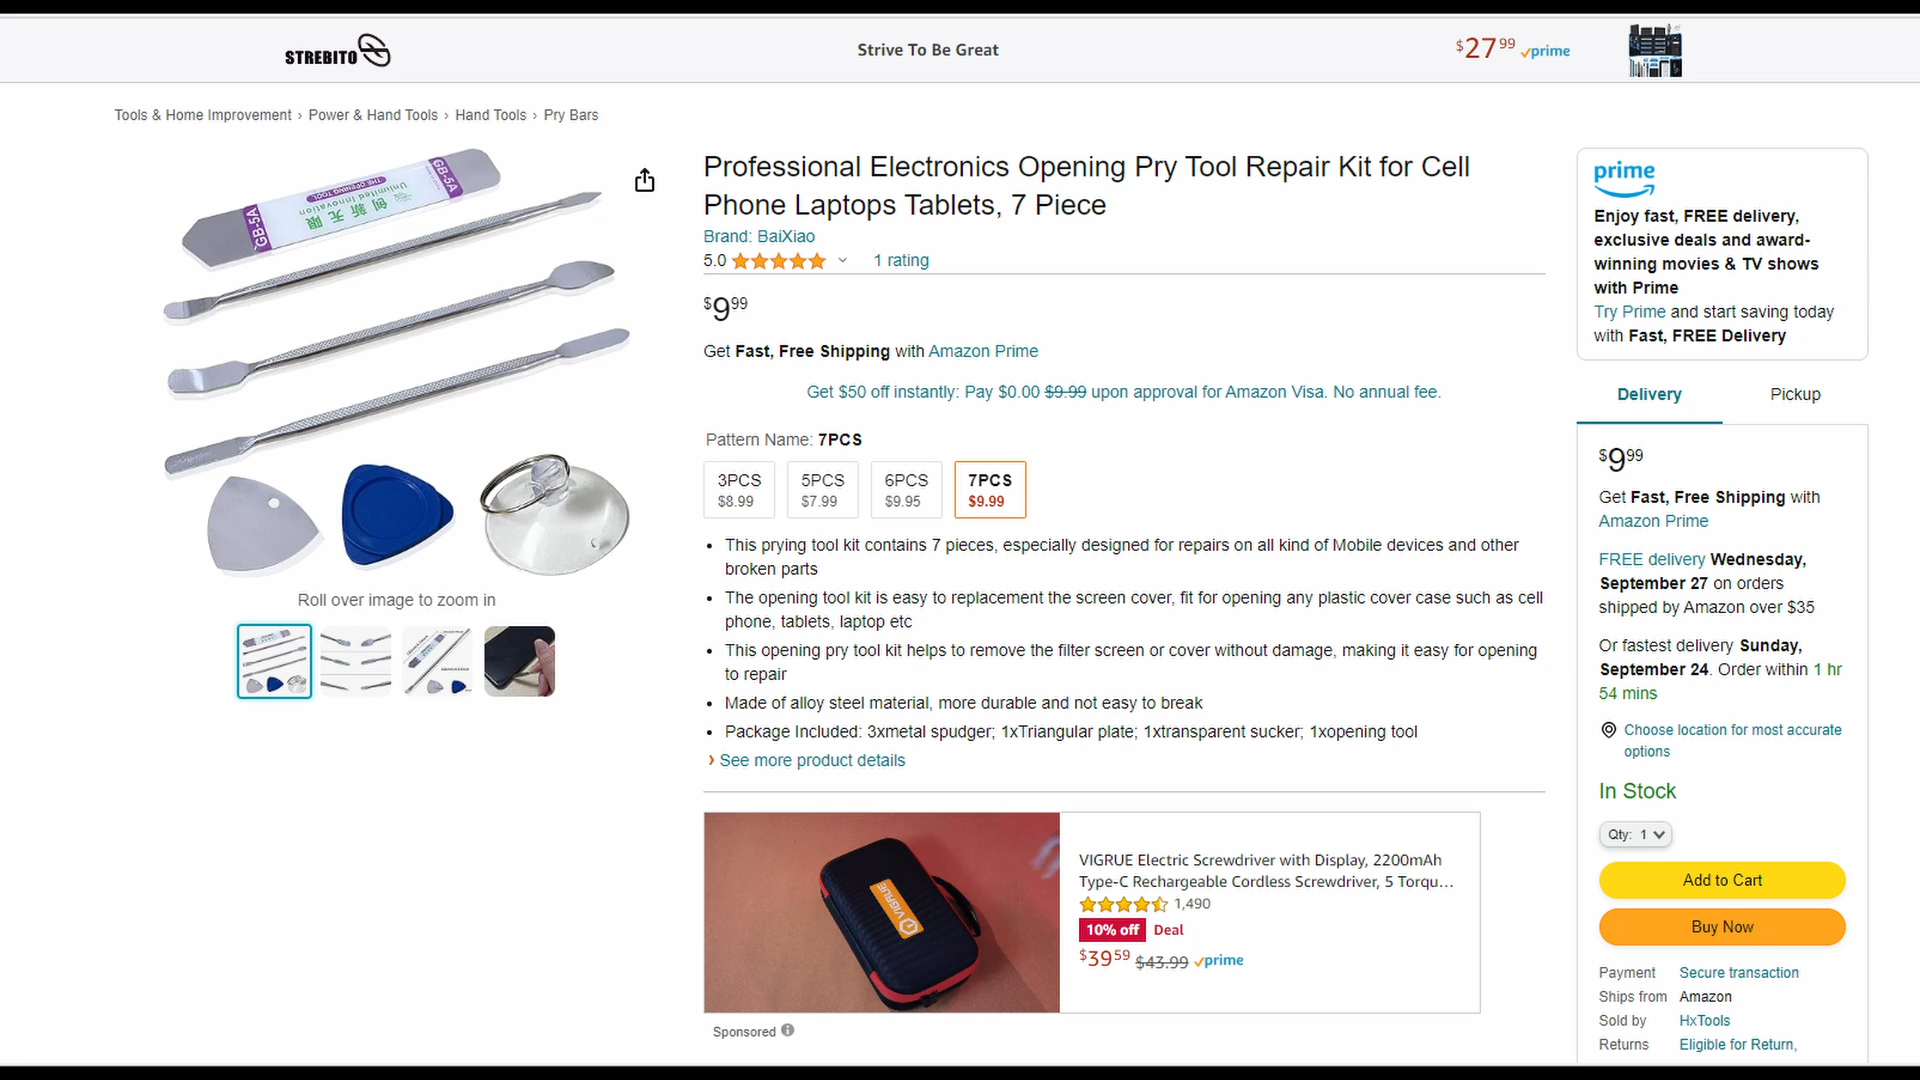 STREBITO
Strive To Be Great
$27 99 prime
Tools & Home Improvement › Power & Hand Tools › Hand Tools › Pry Bars
GB-5A
THE OPENING TOOL
Unlimited Innovation
创新无限
GB-5A
Roll over image to zoom in
Professional Electronics Opening Pry Tool Repair Kit for Cell
Phone Laptops Tablets, 7 Piece
Brand: BaiXiao
5.0 1 rating
$9 99
Get Fast, Free Shipping with Amazon Prime
Get $50 off instantly: Pay $0.00 $9.99 upon approval for Amazon Visa. No annual fee.
Pattern Name: 7PCS
3PCS 5PCS 6PCS 7PCS
$8.99 $7.99 $9.95 $9.99
• This prying tool kit contains 7 pieces, especially designed for repairs on all kind of Mobile devices and other
broken parts
• The opening tool kit is easy to replacement the screen cover, fit for opening any plastic cover case such as cell
phone, tablets, laptop etc
• This opening pry tool kit helps to remove the filter screen or cover without damage, making it easy for opening
to repair
• Made of alloy steel material, more durable and not easy to break
• Package Included: 3xmetal spudger; 1xTriangular plate; 1xtransparent sucker; 1xopening tool
› See more product details
VIGRUE
VIGRUE Electric Screwdriver with Display, 2200mAh
Type-C Rechargeable Cordless Screwdriver, 5 Torqu…
1,490
10% off Deal
$39 59 $43.99 prime
Sponsored
prime
Enjoy fast, FREE delivery,
exclusive deals and award-
winning movies & TV shows
with Prime
Try Prime and start saving today
with Fast, FREE Delivery
Delivery Pickup
$9 99
Get Fast, Free Shipping with
Amazon Prime
FREE delivery Wednesday,
September 27 on orders
shipped by Amazon over $35
Or fastest delivery Sunday,
September 24. Order within 1 hr
54 mins
Choose location for most accurate
options
In Stock
Qty: 1
Add to Cart
Buy Now
Payment Secure transaction
Ships from Amazon
Sold by HxTools
Returns Eligible for Return,